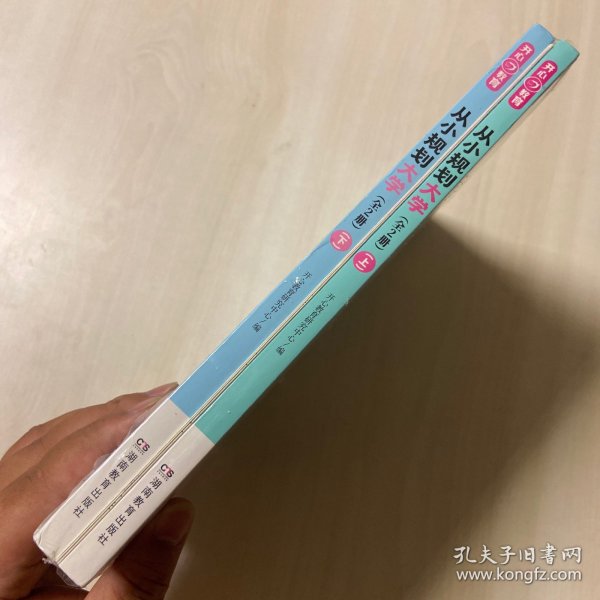 开心教育
从小规划大学(全2册)
下
开心教育研究中心/编
CS
湖南教育出版社
开心教育
从小规划大学(全2册)
上
开心教育研究中心/编
CS
湖南教育出版社
孔夫子旧书网
www.kongfz.com